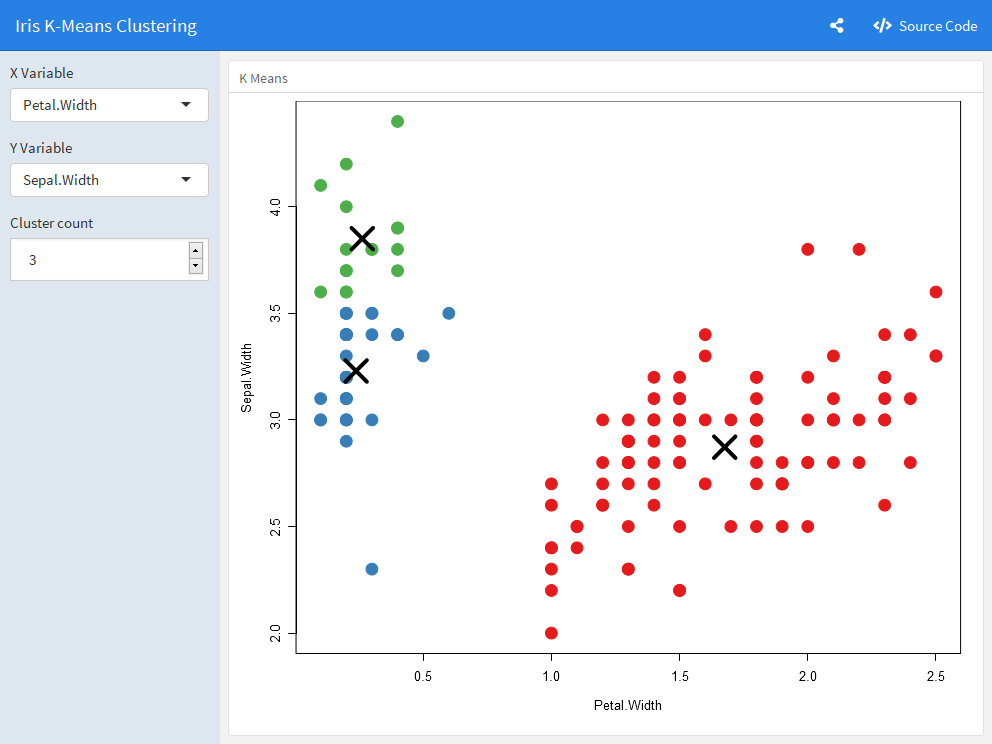 Iris K-Means Clustering
Source Code
X Variable
Petal.Width
Y Variable
Sepal.Width
Cluster count
3
K Means
4.0
3.5
3.0
2.5
2.0
Sepal.Width
0.5 1.0 1.5 2.0 2.5
Petal.Width